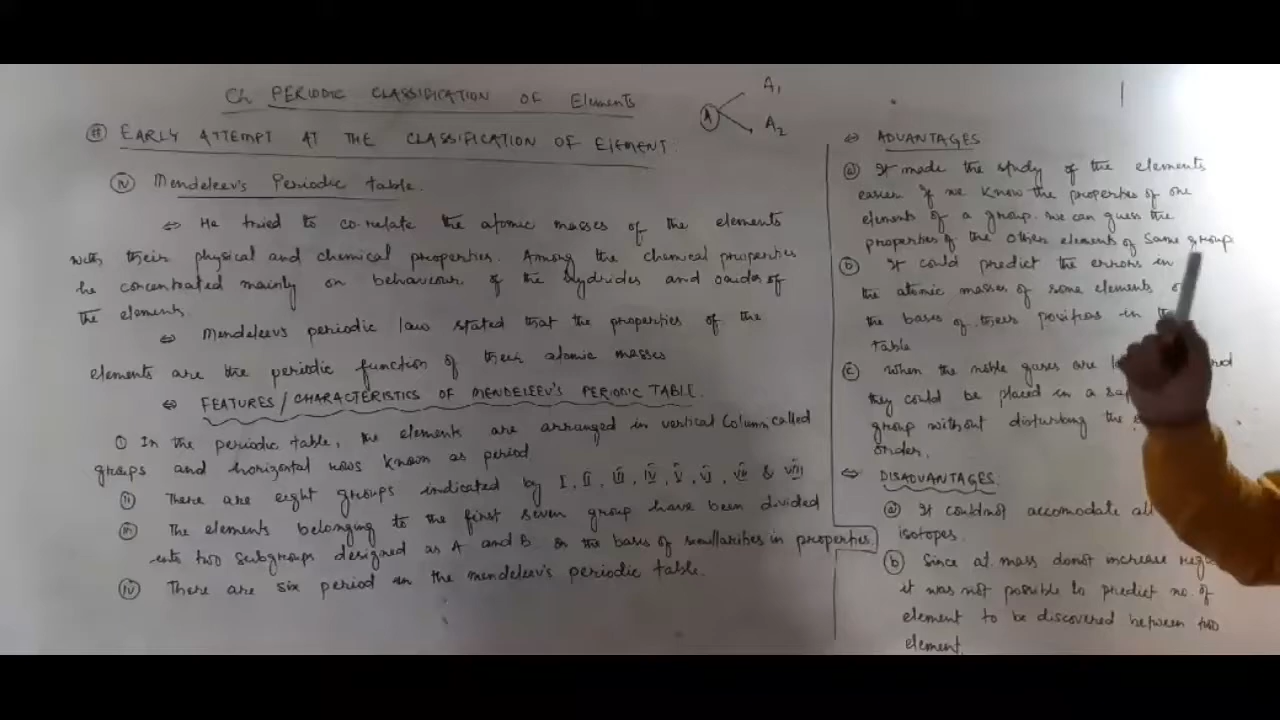 Ch PERIODIC CLASSIFICATION OF Elements
# EARLY ATTEMPT AT THE CLASSIFICATION OF ElEMENT.
A A1
A2
(iv) Mendeleev's Periodic table.
⇔ He tried to co-relate the atomic masses of the elements
with their physical and chemical properties. Among the chemical properties
he concentrated mainly on behaviour of the hydrides and oxides of
the elements.
⇔ Mendeleevs periodic law stated that the properties of the
elements are the periodic function of their atomic masses
⇔ FEATURES / CHARACTERISTICS OF MENDELEEV'S PERIODIC TABLE.
(i) In the periodic table, the elements are arranged in vertical Column called
groups and horizontal rows known as period
(ii) There are eight groups indicated by I, II, III, IV, V, VI, VII & VIII
(iii) The elements belonging to the first seven group have been divided
into two subgroups designed as A and B on the bases of similarities in properties.
(iv) There are six period in the mendeleev's periodic table.
⇔ ADVANTAGES
(a) It made the study of the elements
easier if we know the properties of one
elements of a group. we can guess the
properties of the other elements of same group
(b) It could predict the errors in
the atomic masses of some elements
the bases of their positions in
table
(c) When the noble gases are
they could be placed in a
group without disturbing the
order.
⇔ DISADVANTAGES.
(a) It couldnot accomodate
isotopes.
(b) Since at. mass donot increase
it was not possible to predict no. of
element to be discovered between two
element.